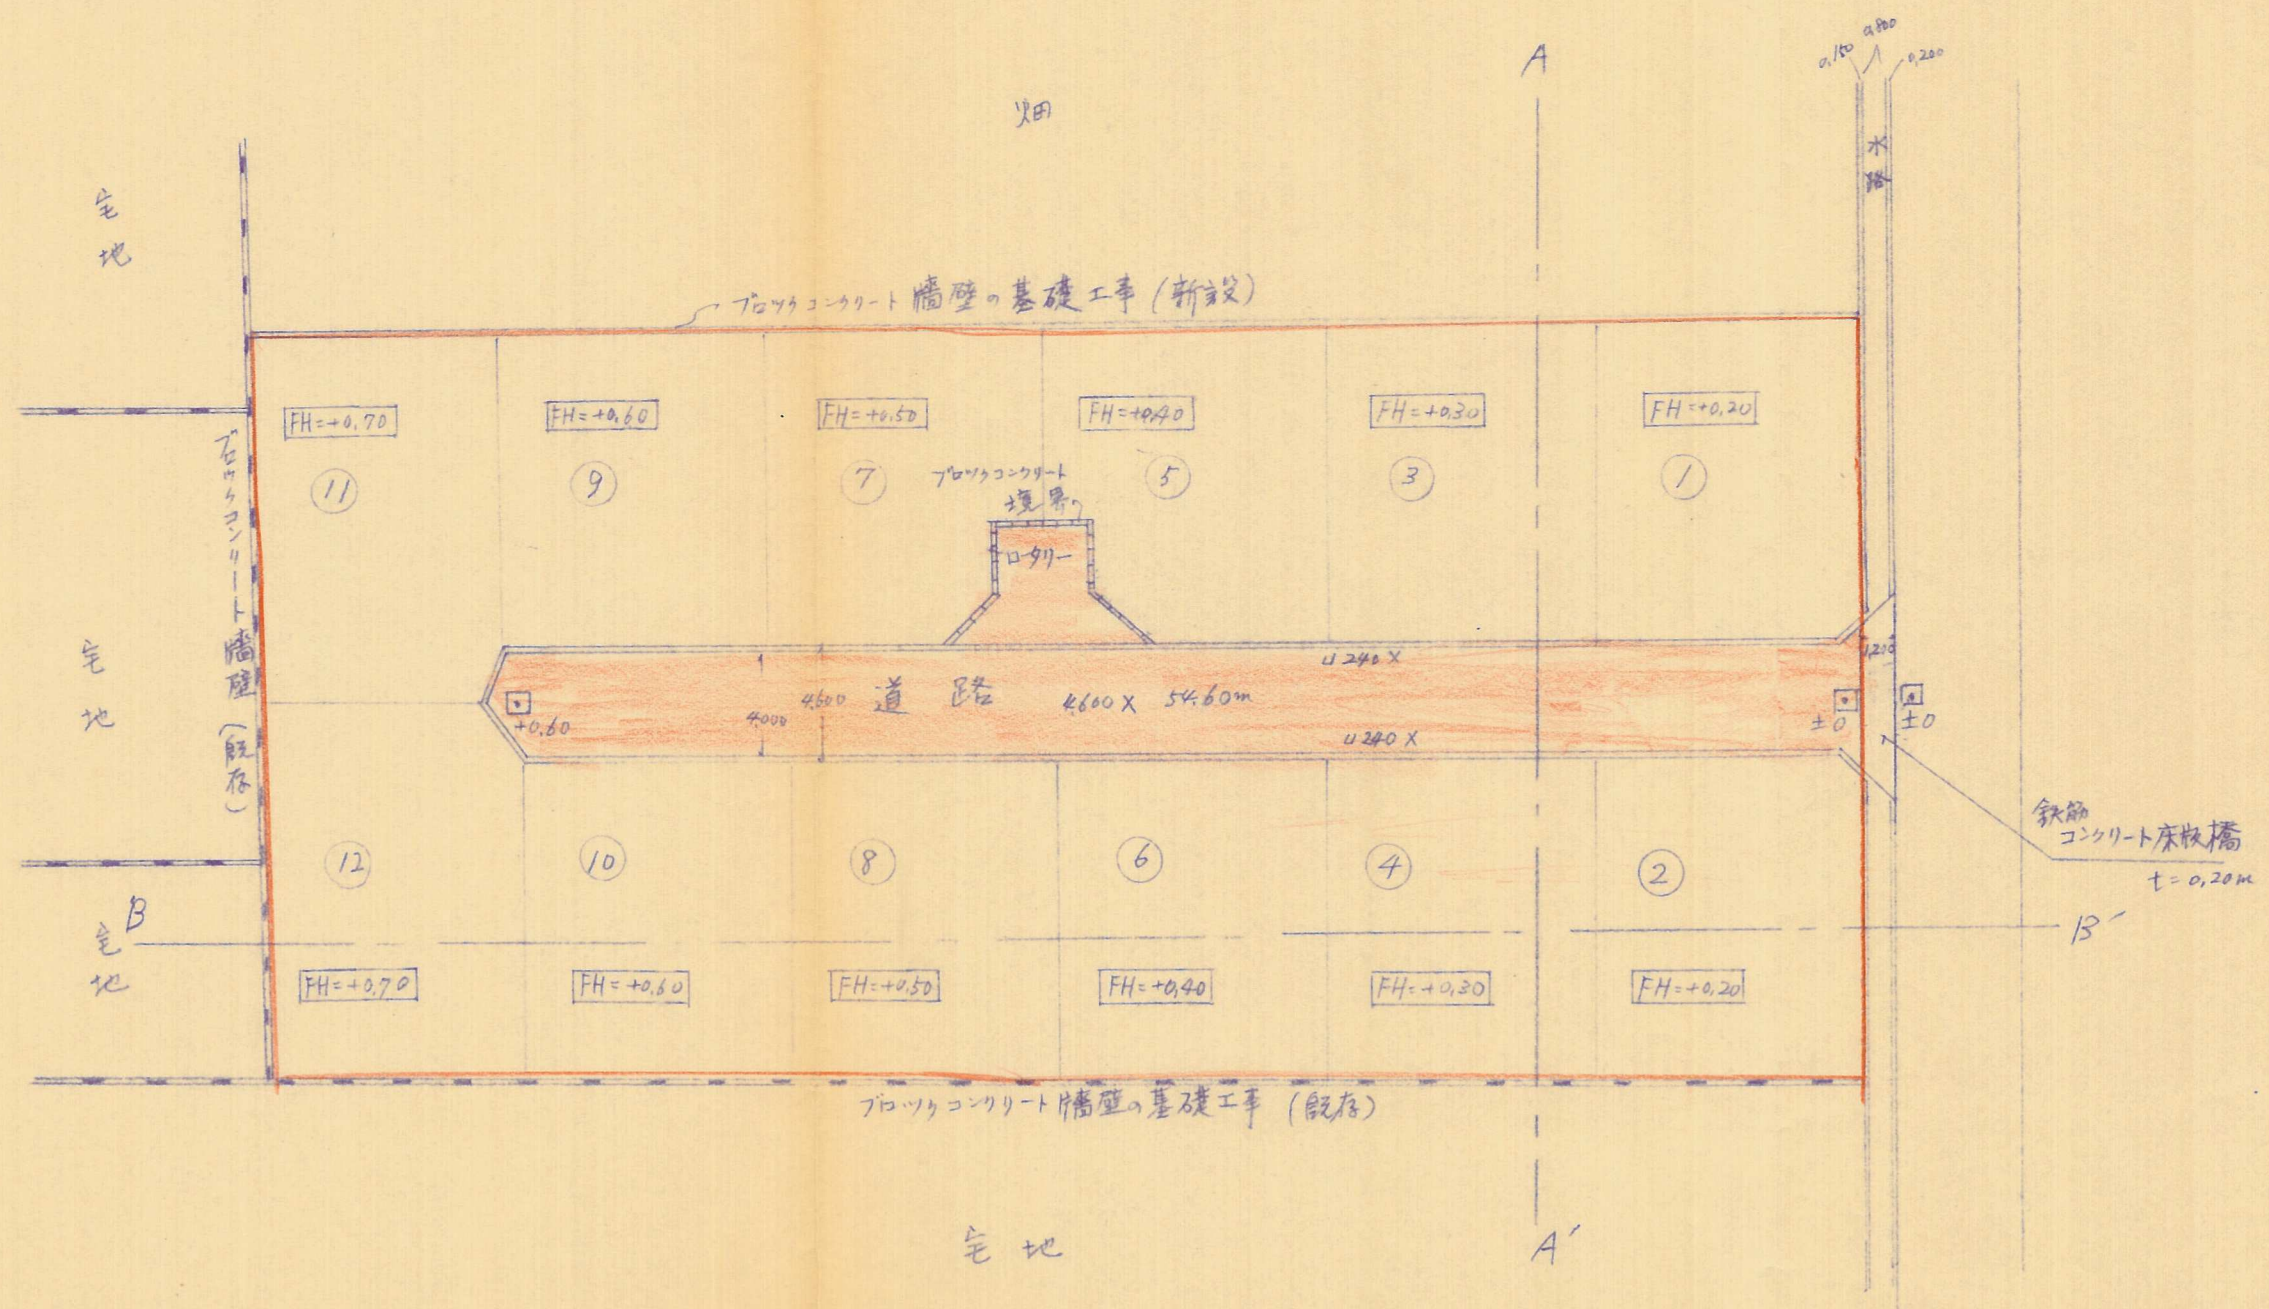 A
0,150
0,800
0,200
畑
水路
宅地
ブロックコンクリート牆壁の基礎工事(新設)
FH=+0.70
FH=+0.60
FH=+0.50
FH=+0.40
FH=+0.30
FH=+0.20
11
9
7
5
3
1
ブロックコンクリート
境界
ロータリー
ブロックコンリート牆壁(既存)
宅地
+0.60
4.000
4.600
道路
4.600 X 54.60m
U 240 X
U 240 X
1,200
±0
±0
鉄筋
コンクリート床版橋
t=0,20m
12
10
8
6
4
2
B
B´
宅地
FH=+0.70
FH=+0.60
FH=+0.50
FH=+0.40
FH=+0.30
FH=+0.20
ブロックコンクリート牆壁の基礎工事(既存)
宅地
A´